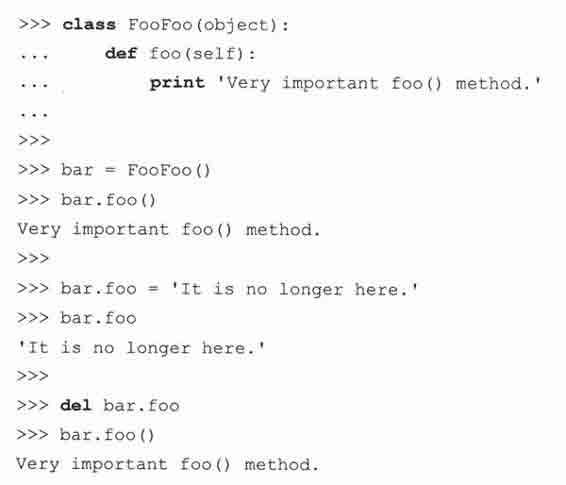 >>> class FooFoo(object):
...     def foo(self):
...         print 'Very important foo() method.'
...
>>>
>>> bar = FooFoo()
>>> bar.foo()
Very important foo() method.
>>>
>>> bar.foo = 'It is no longer here.'
>>> bar.foo
'It is no longer here.'
>>>
>>> del bar.foo
>>> bar.foo()
Very important foo() method.